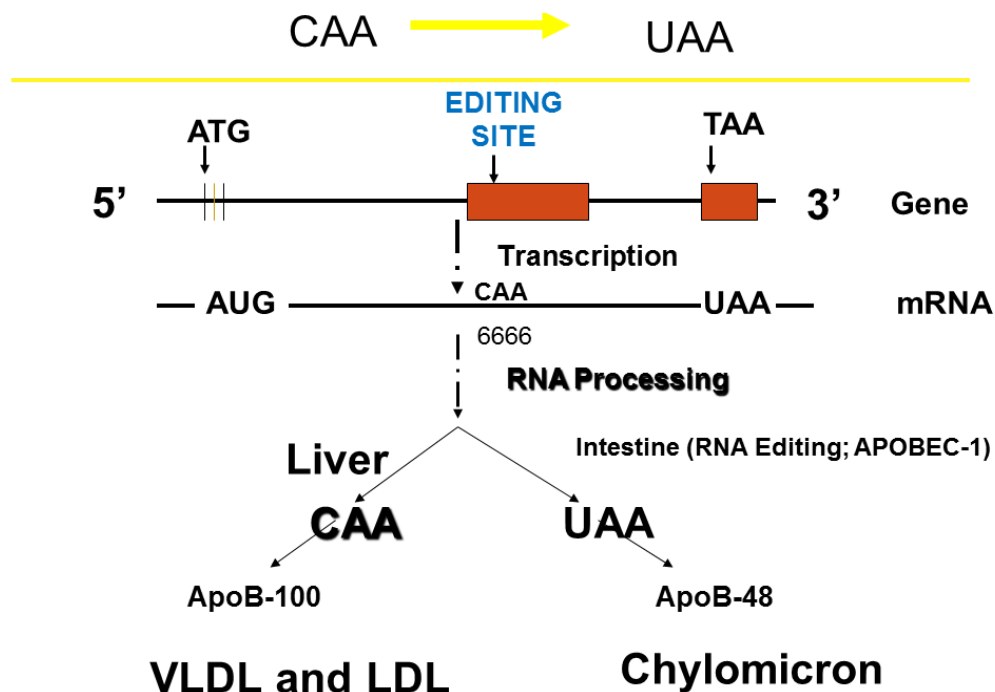 CAA UAA
EDITING
SITE
ATG TAA
5’ 3’ Gene
Transcription
CAA
AUG UAA mRNA
6666
RNA Processing
Intestine (RNA Editing; APOBEC-1)
Liver
CAA UAA
ApoB-100 ApoB-48
VLDL and LDL Chylomicron